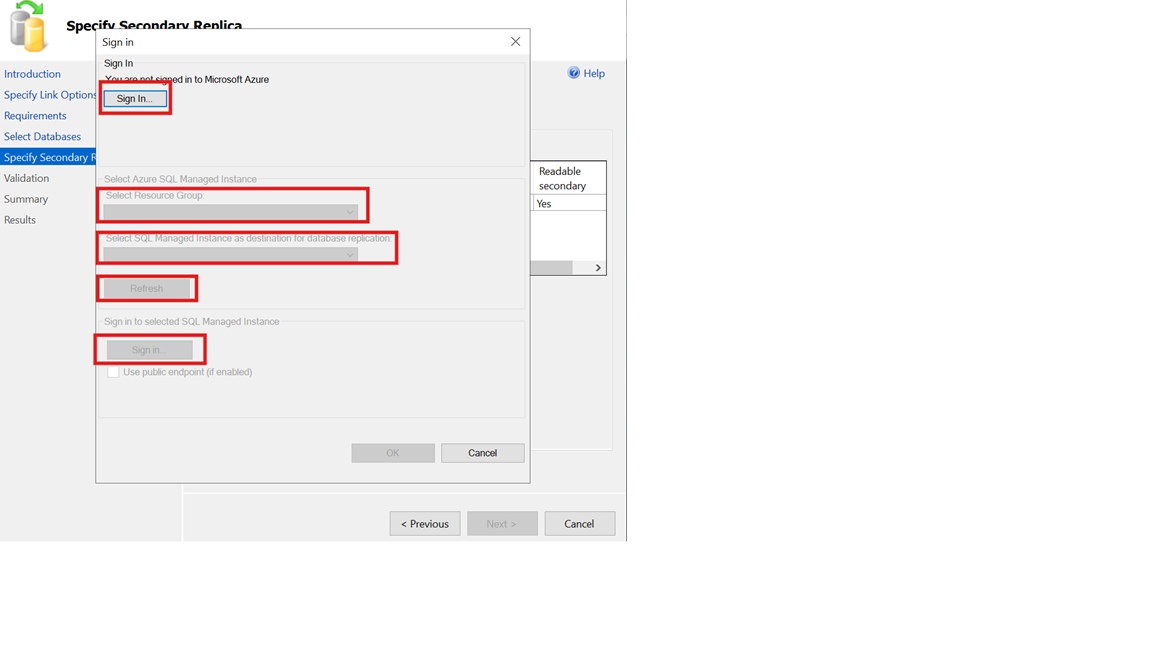 Specify Secondary Replica
Sign in
Sign In
You are not signed in to Microsoft Azure
Sign In...
Help
Introduction
Specify Link Options
Requirements
Select Databases
Specify Secondary R
Validation
Summary
Results
Select Azure SQL Managed Instance
Select Resource Group:
Select SQL Managed Instance as destination for database replication:
Refresh
Readable
secondary
Yes
Sign in to selected SQL Managed Instance
Sign in...
Use public endpoint (if enabled)
OK
Cancel
< Previous
Next >
Cancel